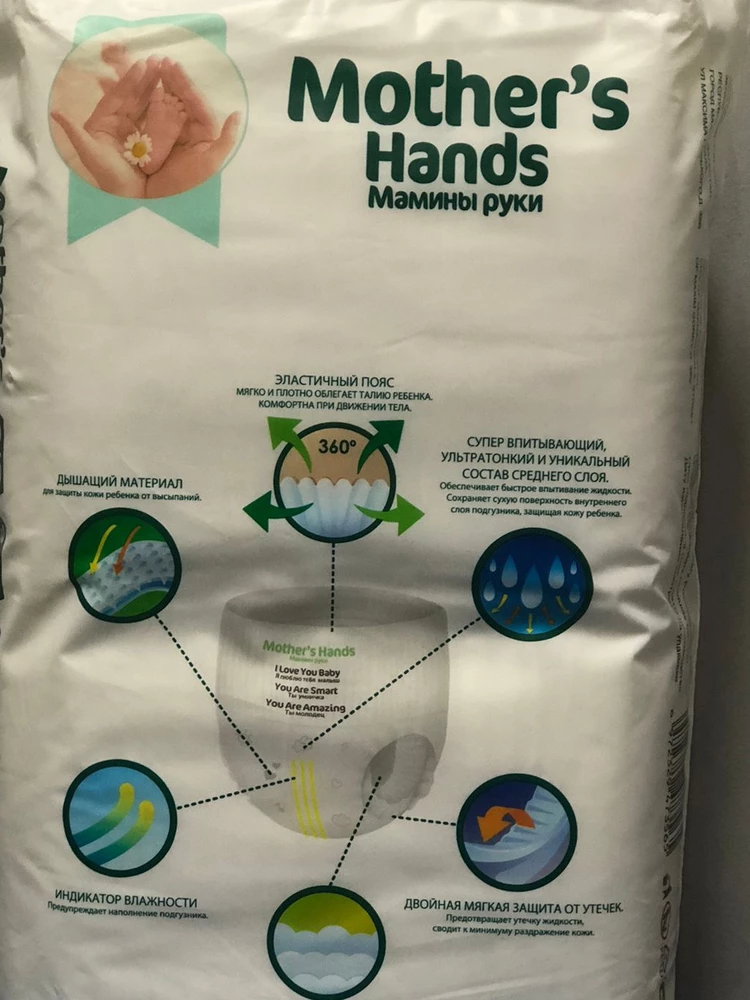 Mother's
Hands
Мамины руки
ЭЛАСТИЧНЫЙ ПОЯС
МЯГКО И ПЛОТНО ОБЛЕГАЕТ ТАЛИЮ РЕБЕНКА.
КОМФОРТНА ПРИ ДВИЖЕНИИ ТЕЛА.
360°
СУПЕР ВПИТЫВАЮЩИЙ,
УЛЬТРАТОНКИЙ И УНИКАЛЬНЫЙ
СОСТАВ СРЕДНЕГО СЛОЯ.
Обеспечивает быстрое впитывание жидкости.
Сохраняет сухую поверхность внутреннего
слоя подгузника, защищая кожу ребенка.
ДЫШАЩИЙ МАТЕРИАЛ
для защиты кожи ребенка от высыпаний.
Mother's Hands
Мамины руки
I Love You Baby
Я люблю тебя малыш
You Are Smart
Ты умничка
You Are Amazing
Ты молодец
ИНДИКАТОР ВЛАЖНОСТИ
Предупреждает наполнение подгузника.
ДВОЙНАЯ МЯГКАЯ ЗАЩИТА ОТ УТЕЧЕК.
Предотвращает утечку жидкости,
сводит к минимуму раздражение кожи.